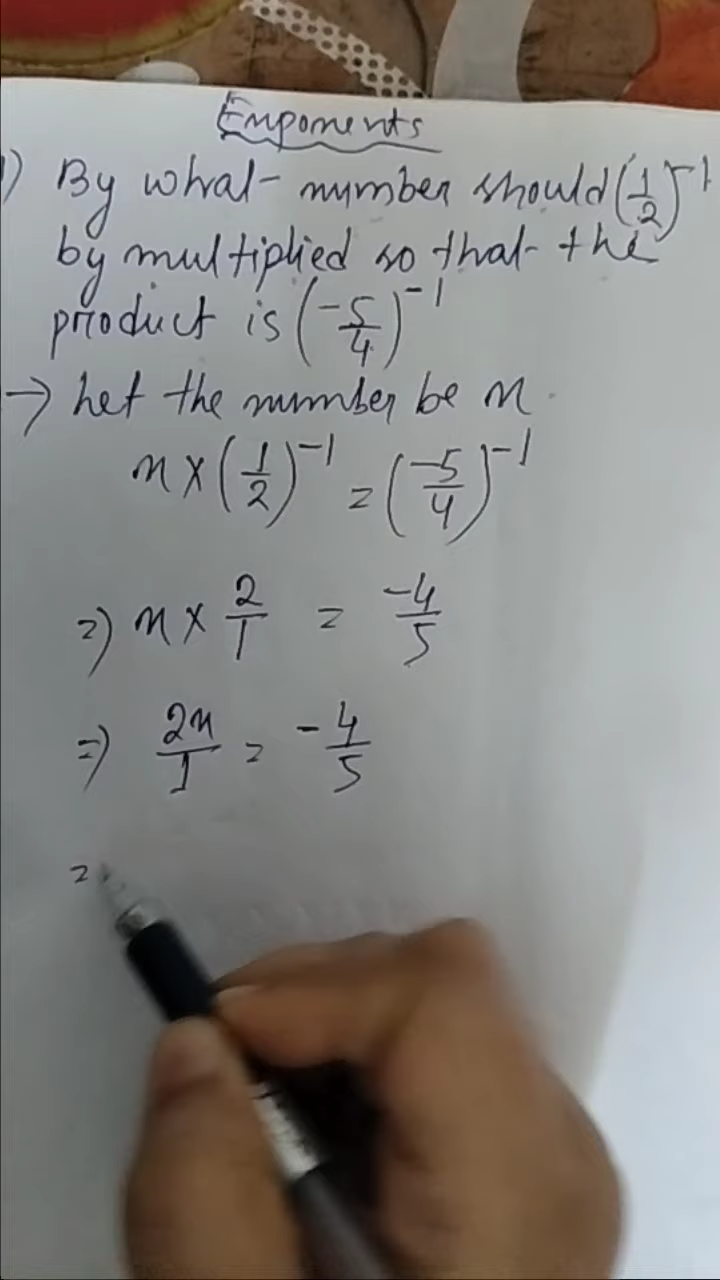 Exponents
1) By what number should (1/2)^-1
by multiplied so that the
product is (-5/4)^-1
→ Let the number be x.
x × (1/2)^-1 = (-5/4)^-1
⇒) x × 2/1 = -4/5
⇒) 2x/1 = -4/5
=